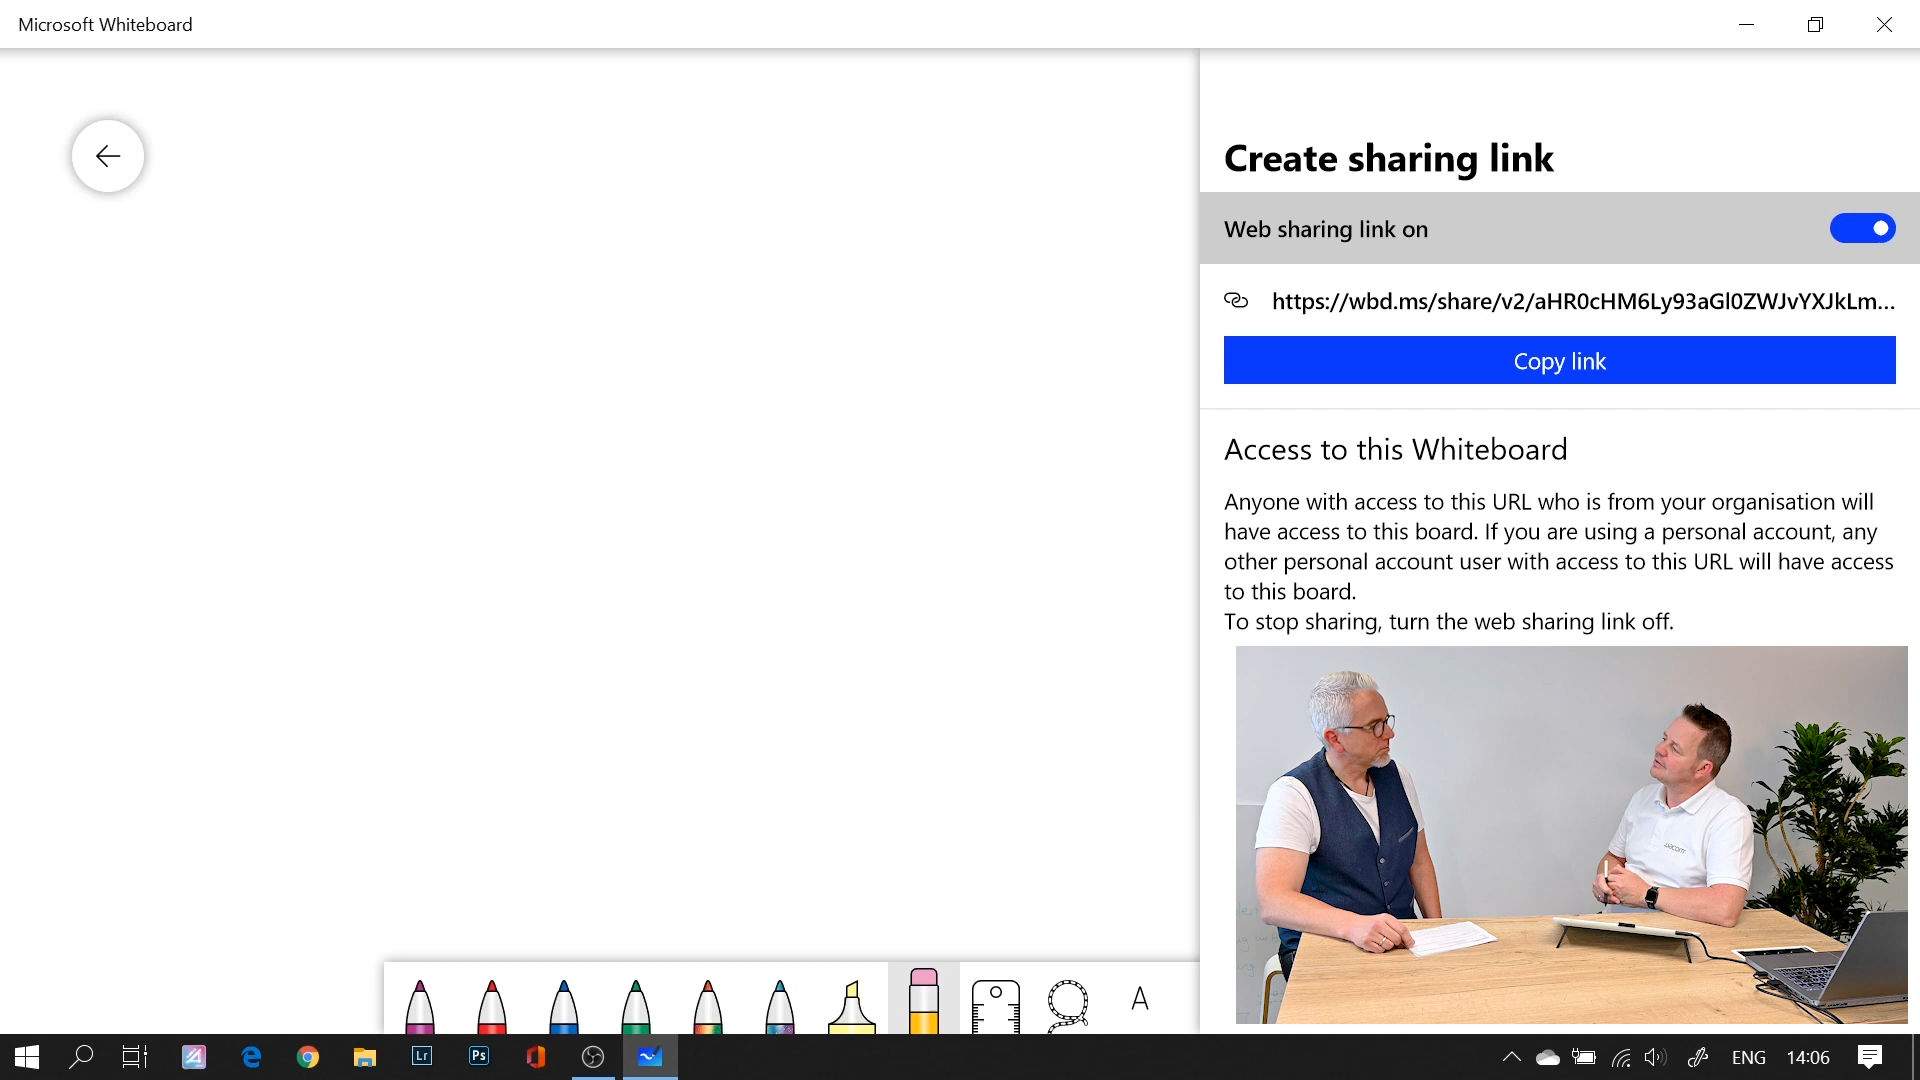 Microsoft Whiteboard
Create sharing link
Web sharing link on
https://wbd.ms/share/v2/aHR0cHM6Ly93aGl0ZWJvYXJkLm...
Copy link
Access to this Whiteboard
Anyone with access to this URL who is from your organisation will
have access to this board. If you are using a personal account, any
other personal account user with access to this URL will have access
to this board.
To stop sharing, turn the web sharing link off.
wacom
A
Lr
Ps
ENG
14:06